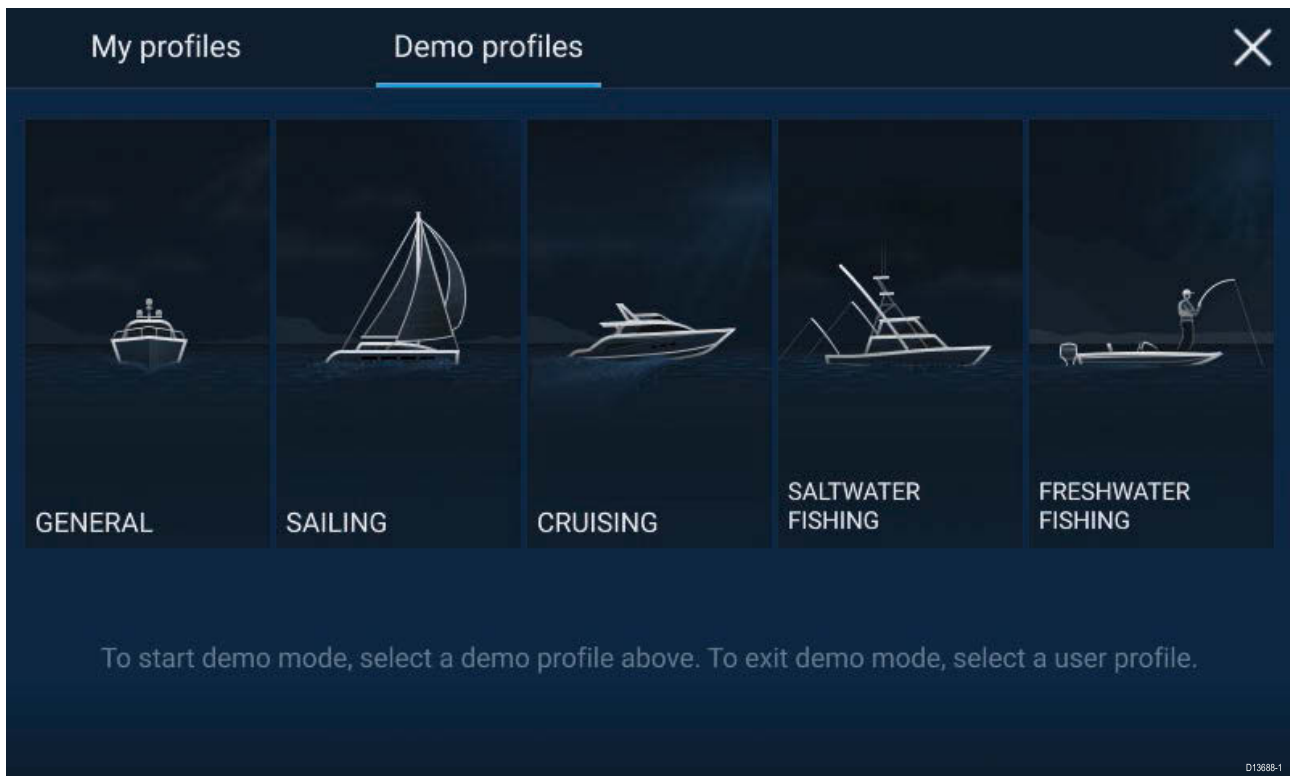 My profiles
Demo profiles
GENERAL
SAILING
CRUISING
SALTWATER
FISHING
FRESHWATER
FISHING
To start demo mode, select a demo profile above. To exit demo mode, select a user profile.
D13688-1